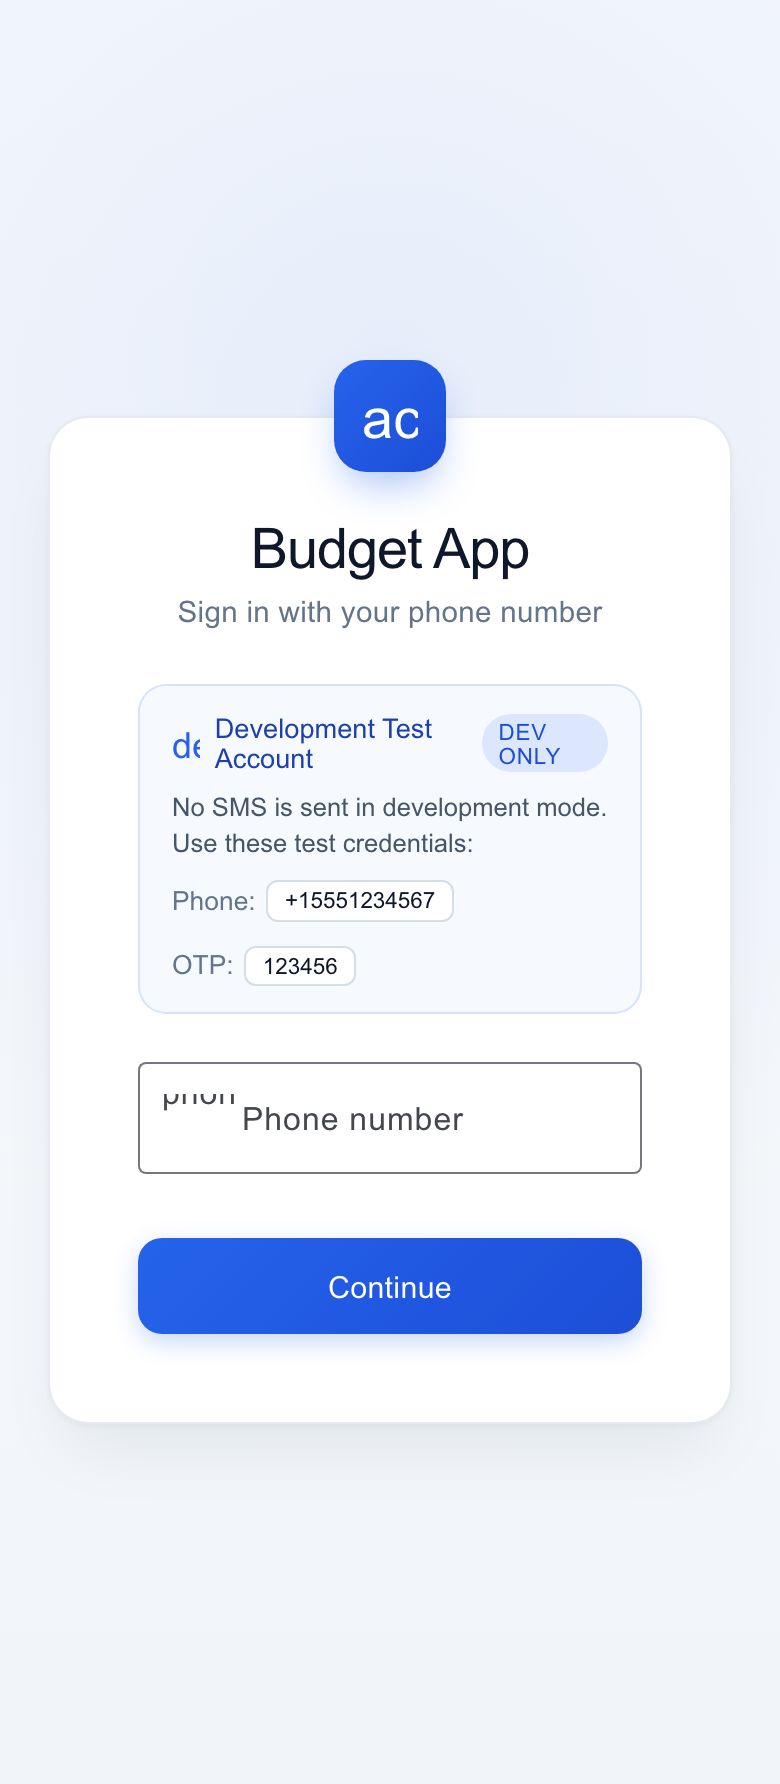 ac
Budget App
Sign in with your phone number
de
Development Test
Account
DEV
ONLY
No SMS is sent in development mode.
Use these test credentials:
Phone: +15551234567
OTP: 123456
phon
Phone number
Continue